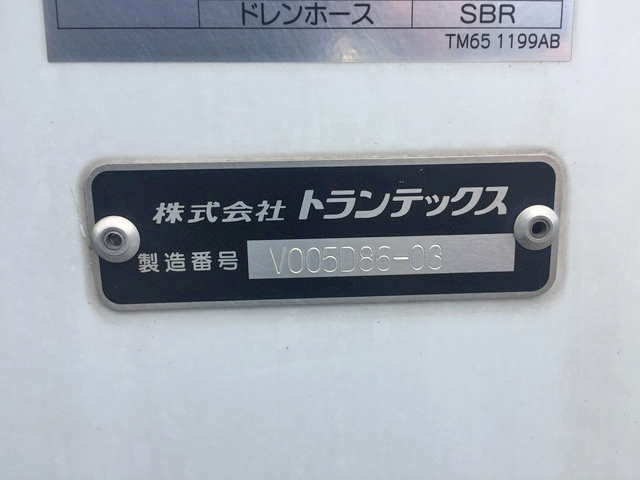 ドレンホース SBR
TM65 1199AB
株式会社 トランテックス
製造番号 V005D86-03